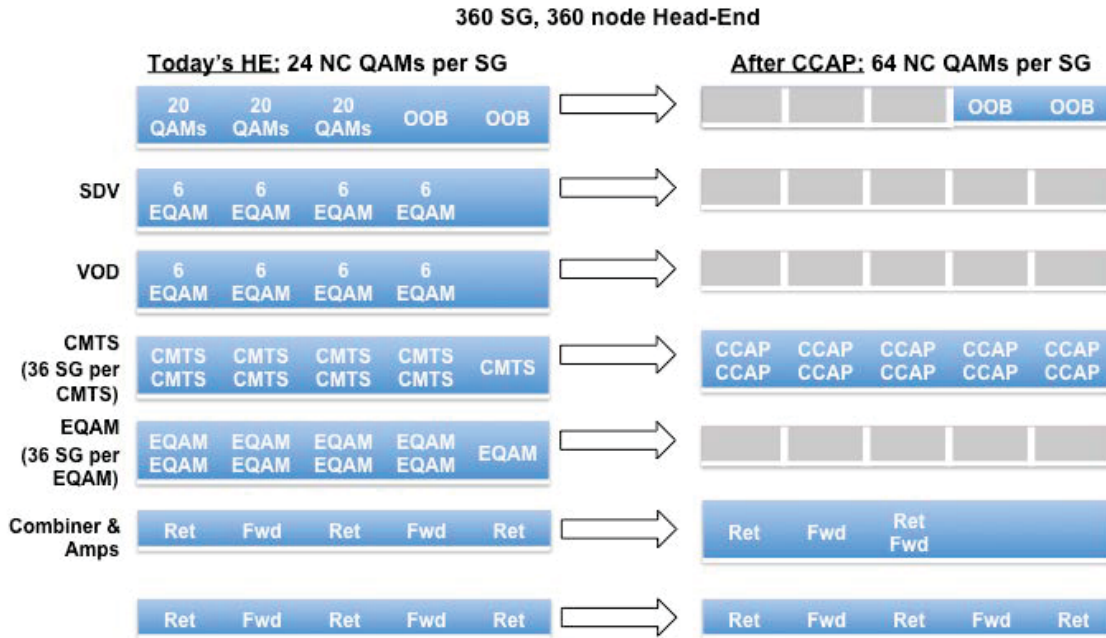 360 SG, 360 node Head-End
Today's HE: 24 NC QAMs per SG
After CCAP: 64 NC QAMs per SG
20 20 20 OOB OOB
QAMs QAMs QAMs
OOB OOB
SDV
6 6 6 6
EQAM EQAM EQAM EQAM
VOD
6 6 6 6
EQAM EQAM EQAM EQAM
CMTS
(36 SG per
CMTS)
CMTS CMTS CMTS CMTS CMTS
CMTS CMTS CMTS CMTS
CCAP CCAP CCAP CCAP CCAP
CCAP CCAP CCAP CCAP CCAP
EQAM
(36 SG per
EQAM)
EQAM EQAM EQAM EQAM EQAM
EQAM EQAM EQAM EQAM
Combiner &
Amps
Ret Fwd Ret Fwd Ret
Ret Fwd Ret
Fwd
Ret Fwd Ret Fwd Ret
Ret Fwd Ret Fwd Ret